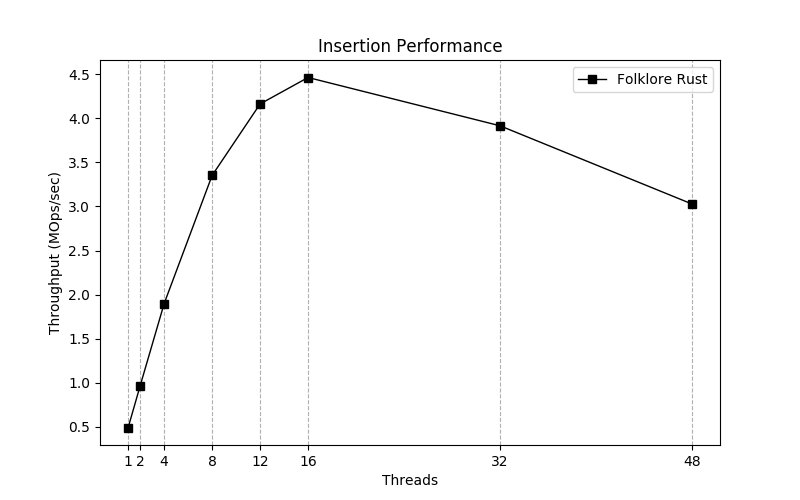 Insertion Performance
Folklore Rust
Throughput (MOps/sec)
4.5
4.0
3.5
3.0
2.5
2.0
1.5
1.0
0.5
1 2 4 8 12 16 32 48
Threads